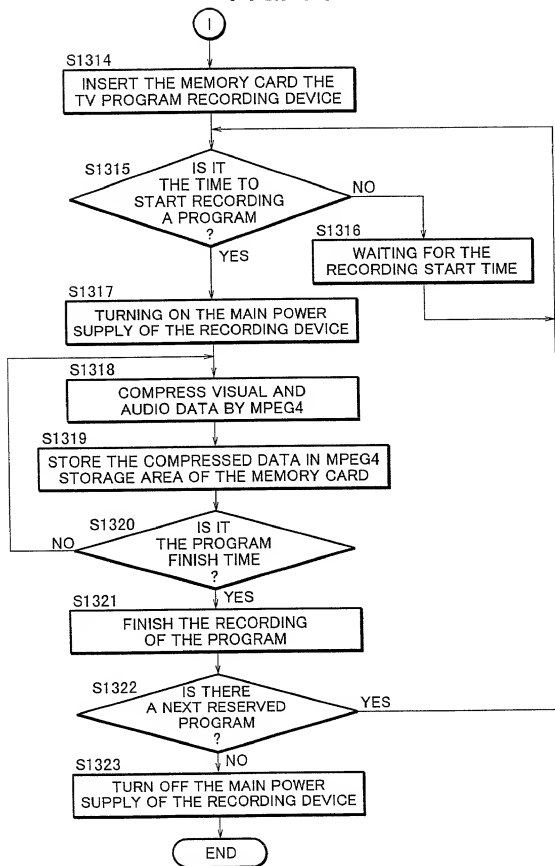 I
S1314
INSERT THE MEMORY CARD THE
TV PROGRAM RECORDING DEVICE
S1315
IS IT
THE TIME TO
START RECORDING
A PROGRAM
?
NO
YES
S1316
WAITING FOR THE
RECORDING START TIME
S1317
TURNING ON THE MAIN POWER
SUPPLY OF THE RECORDING DEVICE
S1318
COMPRESS VISUAL AND
AUDIO DATA BY MPEG4
S1319
STORE THE COMPRESSED DATA IN MPEG4
STORAGE AREA OF THE MEMORY CARD
S1320
IS IT
THE PROGRAM
FINISH TIME
?
NO
YES
S1321
FINISH THE RECORDING
OF THE PROGRAM
S1322
IS THERE
A NEXT RESERVED
PROGRAM
?
YES
NO
S1323
TURN OFF THE MAIN POWER
SUPPLY OF THE RECORDING DEVICE
END